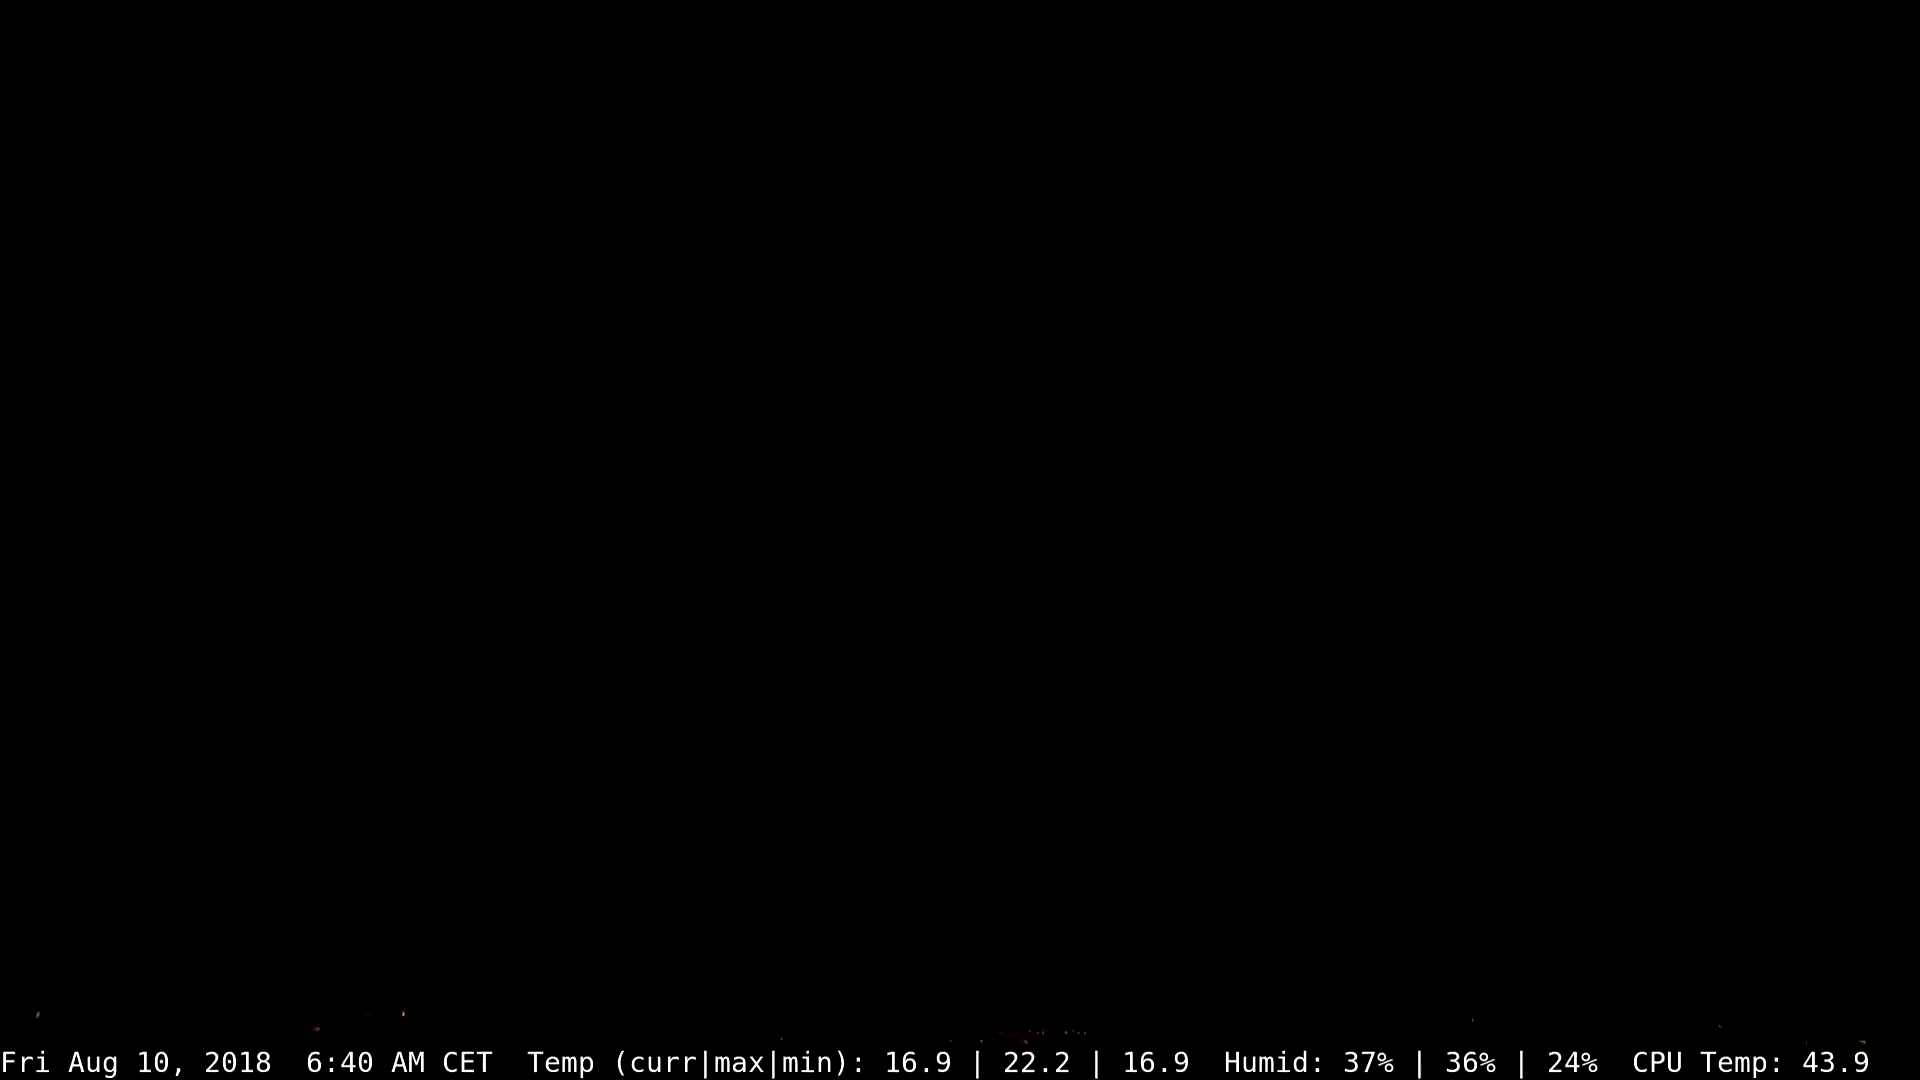 Fri Aug 10, 2018  6:40 AM CET  Temp (curr|max|min): 16.9 | 22.2 | 16.9  Humid: 37% | 36% | 24%  CPU Temp: 43.9